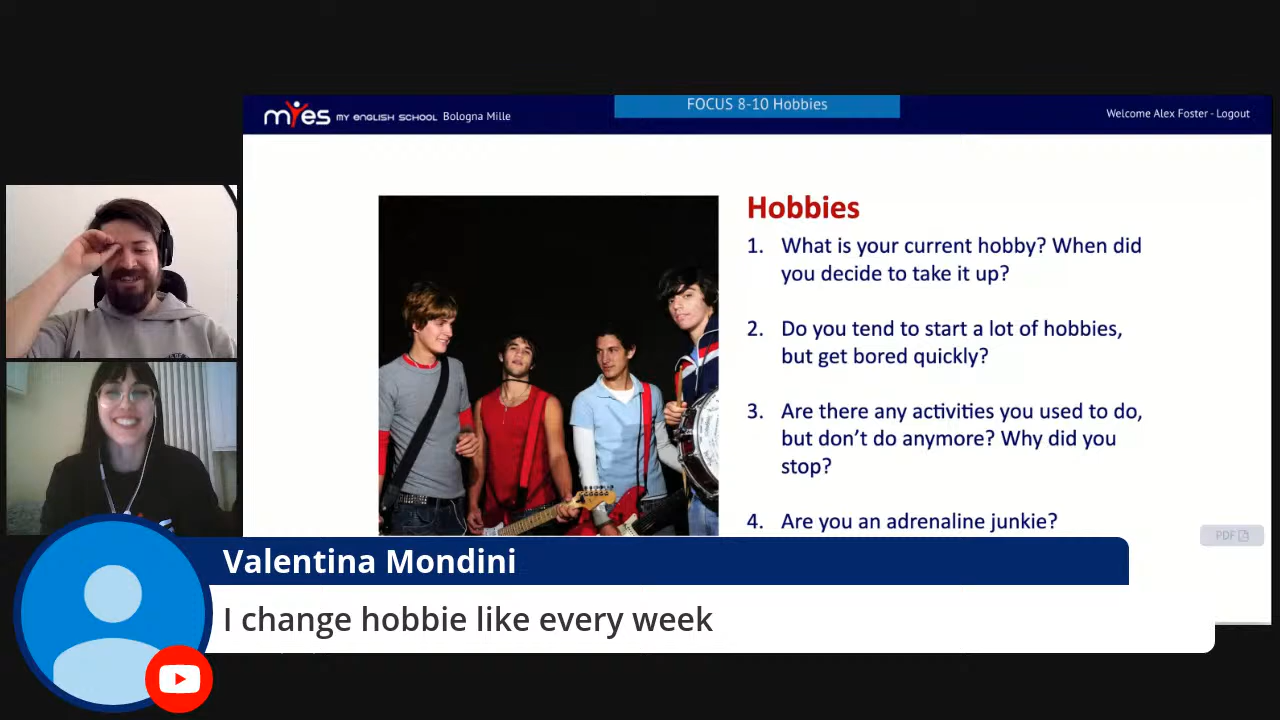 myes MY ENGLISH SCHOOL Bologna Mille
FOCUS 8-10 Hobbies
Welcome Alex Foster - Logout
Hobbies
1. What is your current hobby? When did
you decide to take it up?
2. Do you tend to start a lot of hobbies,
but get bored quickly?
3. Are there any activities you used to do,
but don't do anymore? Why did you
stop?
4. Are you an adrenaline junkie?
PDF
Valentina Mondini
I change hobbie like every week